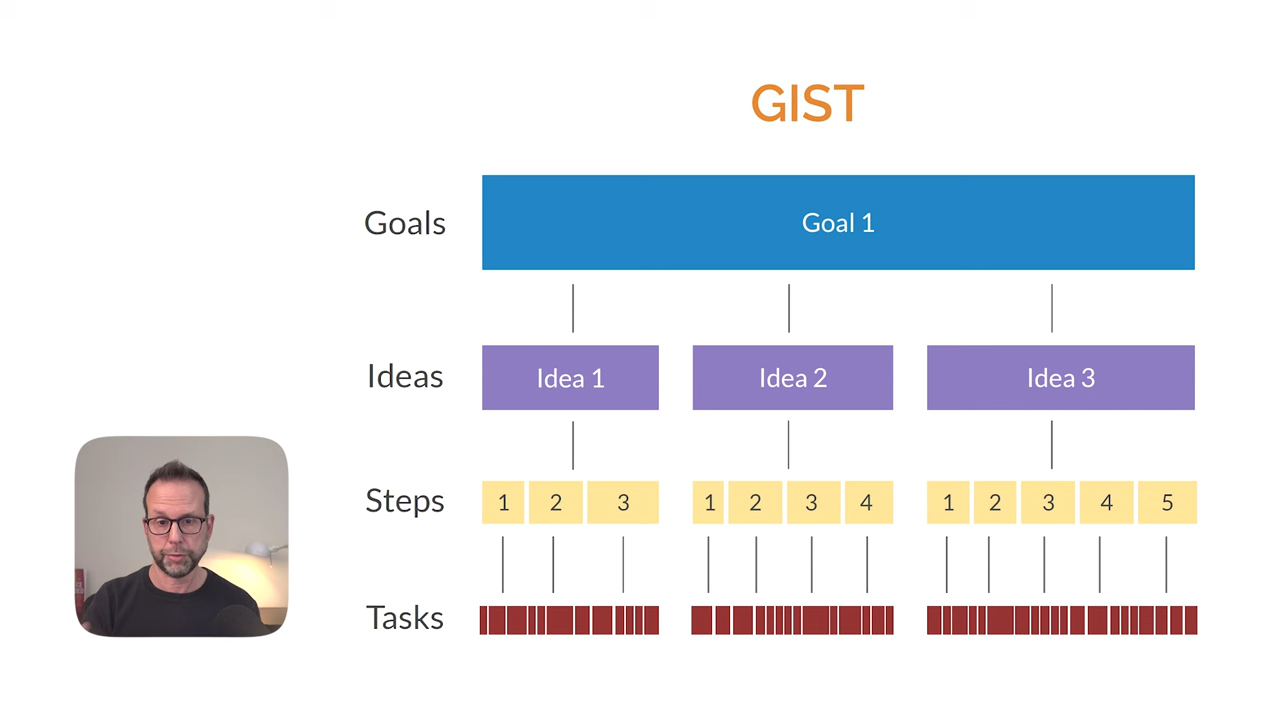 GIST
Goals
Goal 1
Ideas
Idea 1
Idea 2
Idea 3
Steps
1 2 3
1 2 3 4
1 2 3 4 5
Tasks